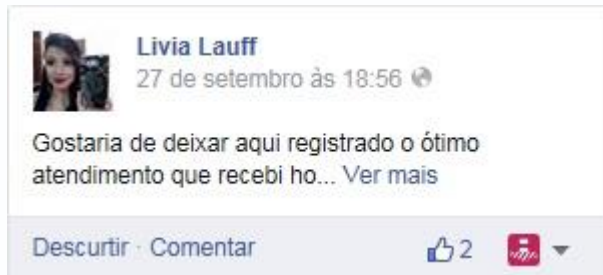 Livia Lauff
27 de setembro às 18:56
Gostaria de deixar aqui registrado o ótimo
atendimento que recebi ho... Ver mais
Descurtir · Comentar 2